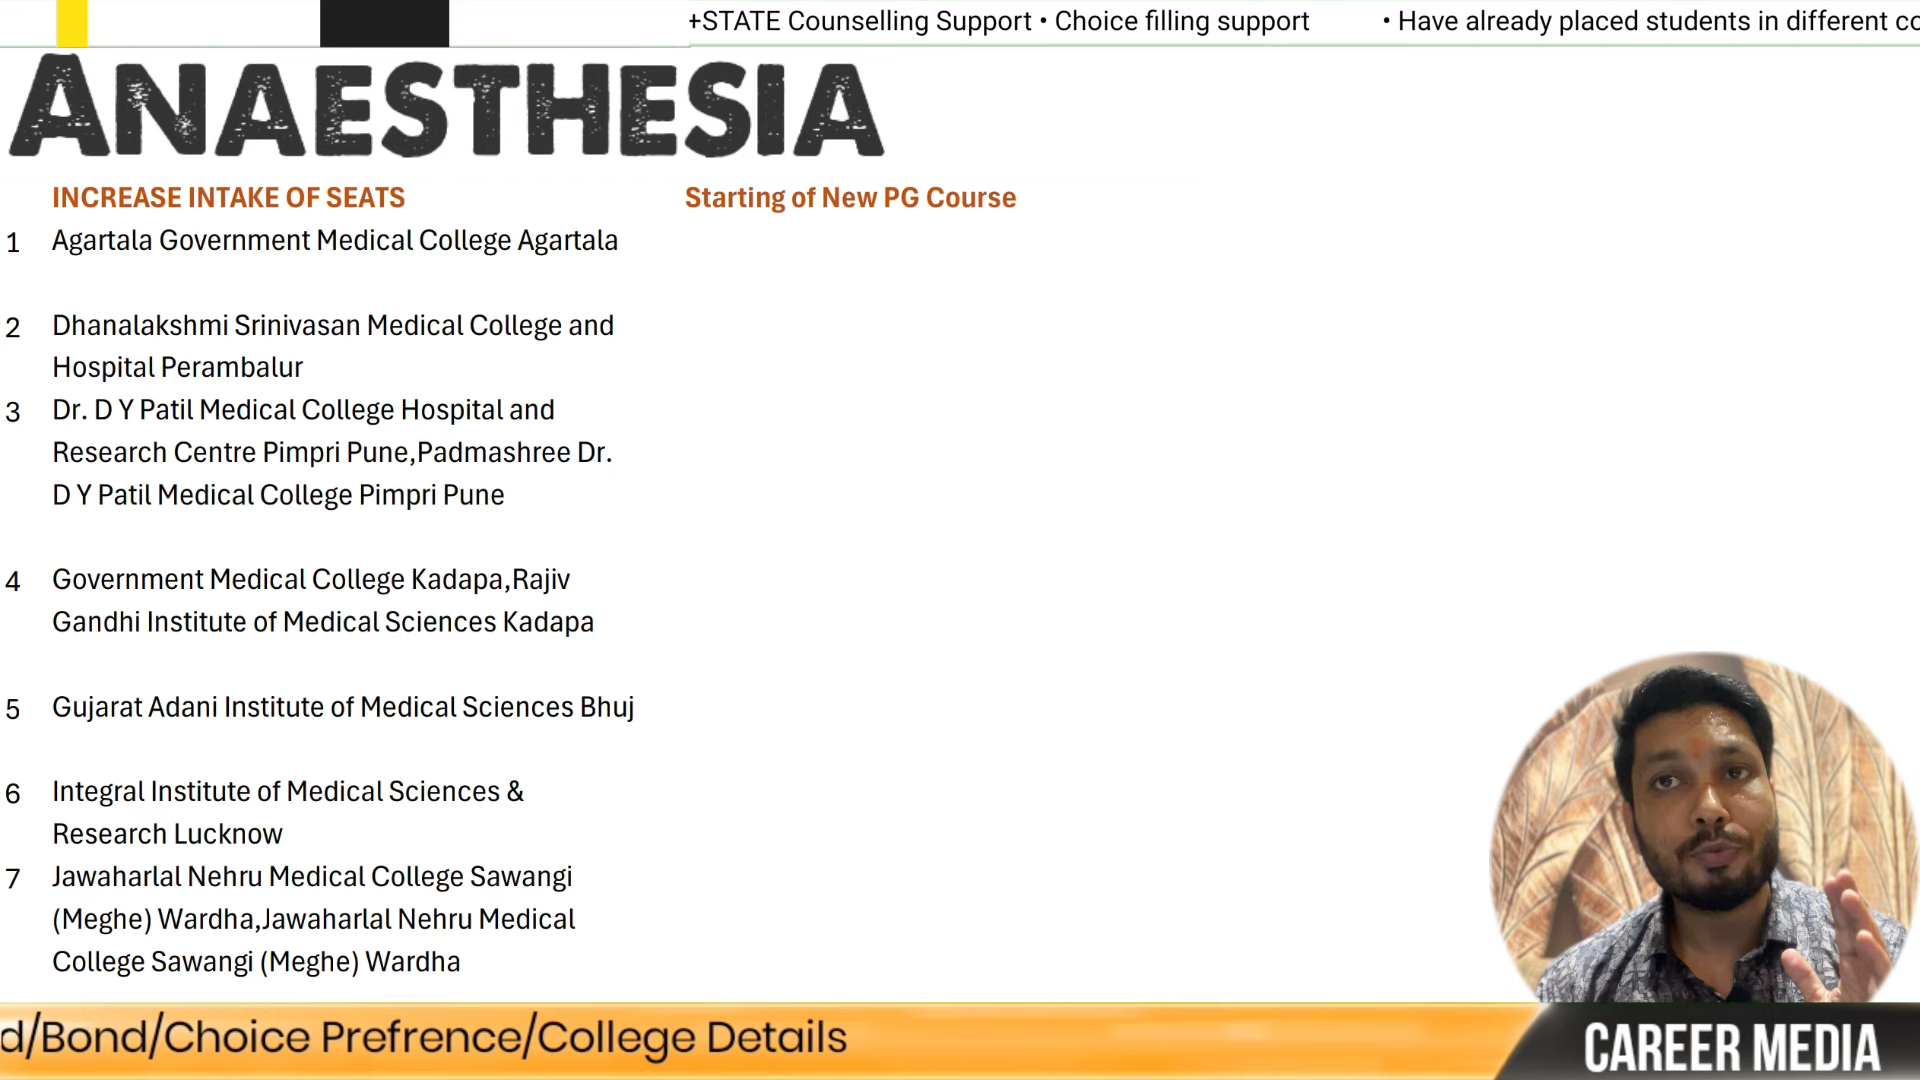 +STATE Counselling Support • Choice filling support • Have already placed students in different co
ANAESTHESIA
INCREASE INTAKE OF SEATS
Starting of New PG Course
1 Agartala Government Medical College Agartala
2 Dhanalakshmi Srinivasan Medical College and
Hospital Perambalur
3 Dr. D Y Patil Medical College Hospital and
Research Centre Pimpri Pune,Padmashree Dr.
D Y Patil Medical College Pimpri Pune
4 Government Medical College Kadapa,Rajiv
Gandhi Institute of Medical Sciences Kadapa
5 Gujarat Adani Institute of Medical Sciences Bhuj
6 Integral Institute of Medical Sciences &
Research Lucknow
7 Jawaharlal Nehru Medical College Sawangi
(Meghe) Wardha,Jawaharlal Nehru Medical
College Sawangi (Meghe) Wardha
d/Bond/Choice Prefrence/College Details
CAREER MEDIA